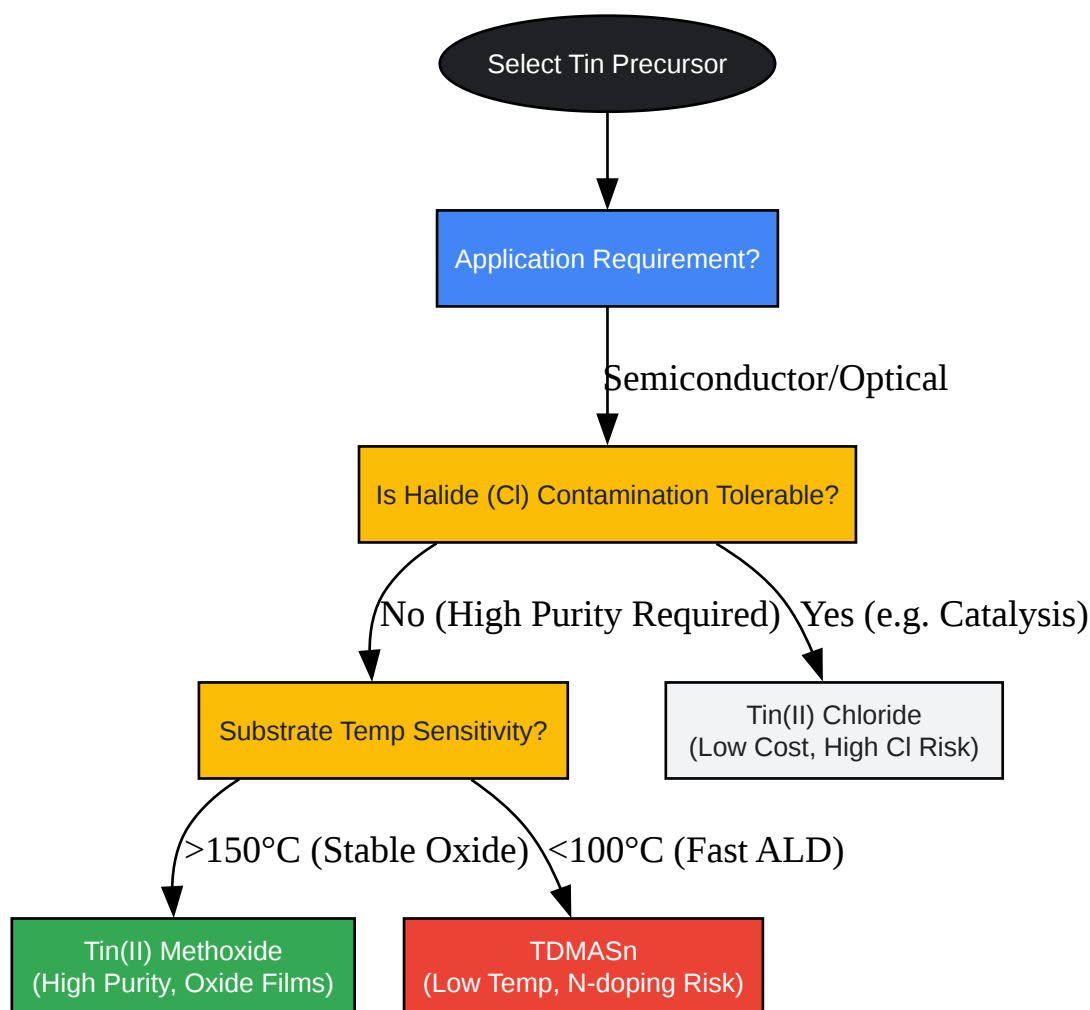 Select Tin Precursor
Application Requirement?
Semiconductor/Optical
Is Halide (Cl) Contamination Tolerable?
No (High Purity Required)
Yes (e.g. Catalysis)
Substrate Temp Sensitivity?
Tin(II) Chloride
(Low Cost, High Cl Risk)
>150°C (Stable Oxide)
<100°C (Fast ALD)
Tin(II) Methoxide
(High Purity, Oxide Films)
TDMASn
(Low Temp, N-doping Risk)